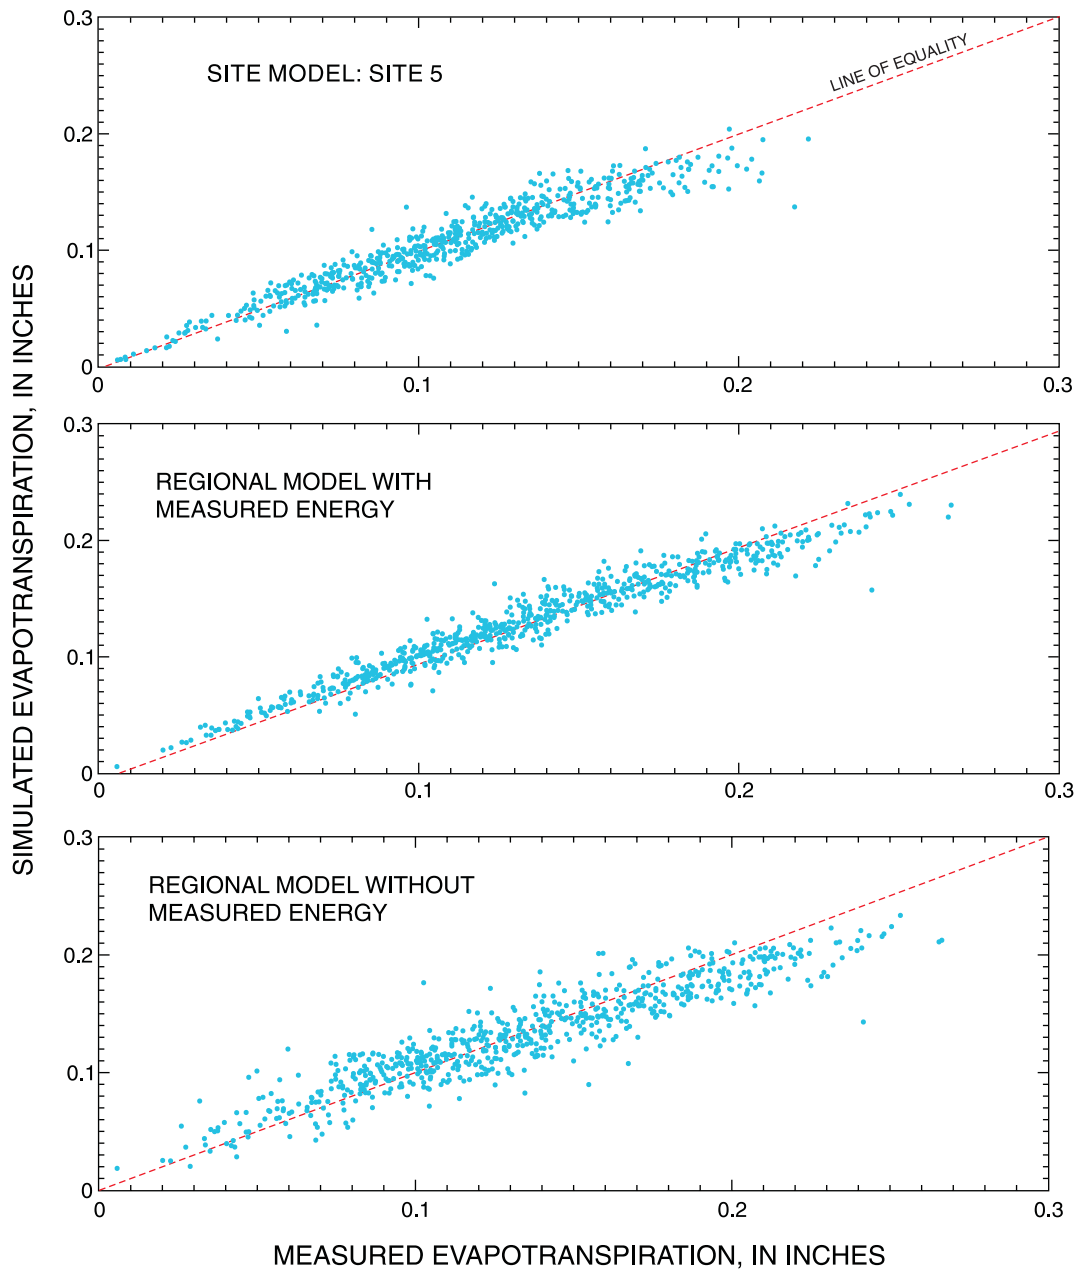 SIMULATED EVAPOTRANSPIRATION, IN INCHES
0.3
SITE MODEL: SITE 5
LINE OF EQUALITY
0.2
0.1
0
0 0.1 0.2 0.3
0.3
REGIONAL MODEL WITH
MEASURED ENERGY
0.2
0.1
0
0 0.1 0.2 0.3
0.3
REGIONAL MODEL WITHOUT
MEASURED ENERGY
0.2
0.1
0
0 0.1 0.2 0.3
MEASURED EVAPOTRANSPIRATION, IN INCHES